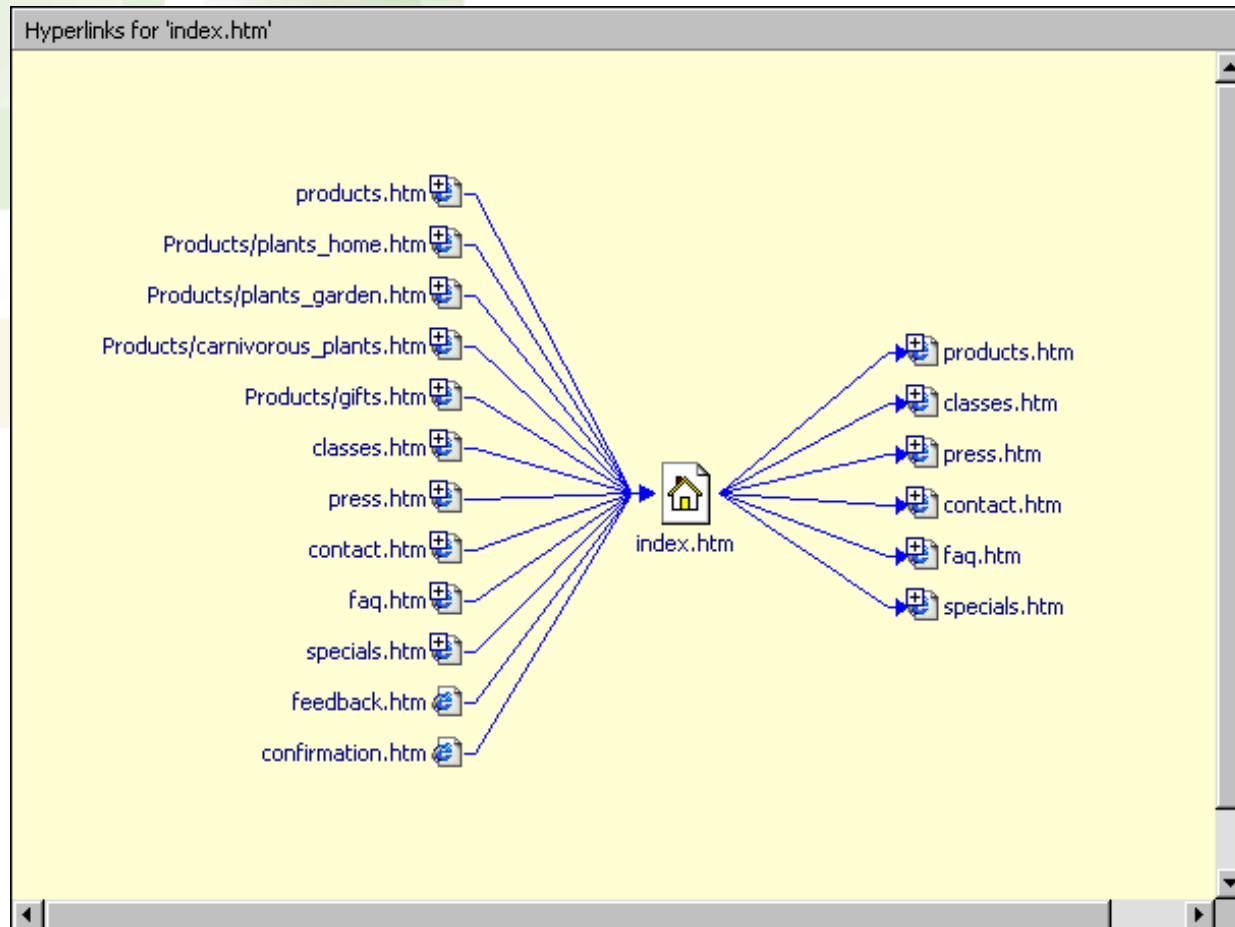 Hyperlinks for 'index.htm'
products.htm
Products/plants_home.htm
Products/plants_garden.htm
Products/carnivorous_plants.htm
Products/gifts.htm
classes.htm
press.htm
contact.htm
faq.htm
specials.htm
feedback.htm
confirmation.htm
index.htm
products.htm
classes.htm
press.htm
contact.htm
faq.htm
specials.htm